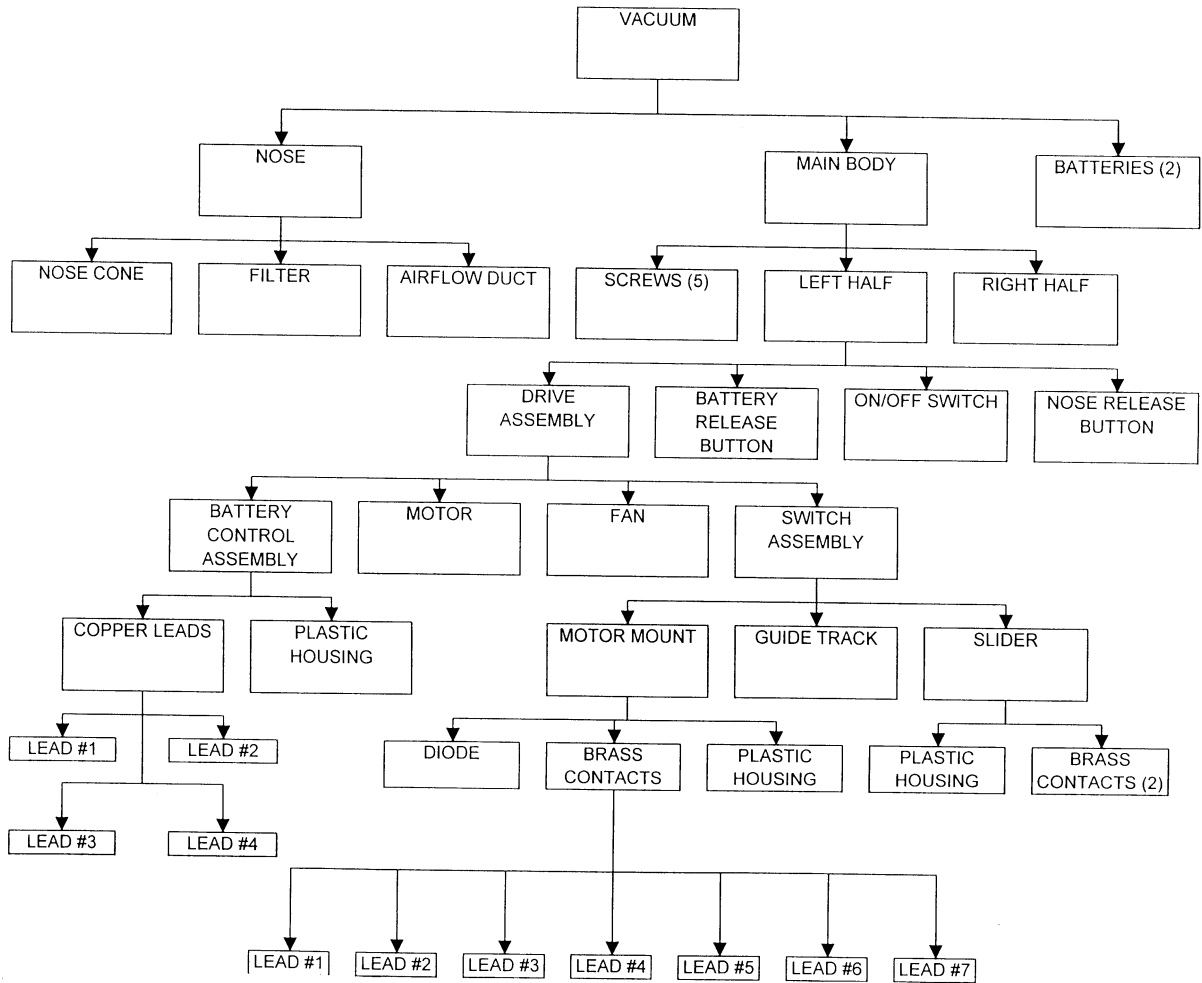 VACUUM
NOSE
MAIN BODY
BATTERIES (2)
NOSE CONE
FILTER
AIRFLOW DUCT
SCREWS (5)
LEFT HALF
RIGHT HALF
DRIVE
ASSEMBLY
BATTERY
RELEASE
BUTTON
ON/OFF SWITCH
NOSE RELEASE
BUTTON
BATTERY
CONTROL
ASSEMBLY
MOTOR
FAN
SWITCH
ASSEMBLY
COPPER LEADS
PLASTIC
HOUSING
MOTOR MOUNT
GUIDE TRACK
SLIDER
LEAD #1
LEAD #2
DIODE
BRASS
CONTACTS
PLASTIC
HOUSING
PLASTIC
HOUSING
BRASS
CONTACTS (2)
LEAD #3
LEAD #4
LEAD #1
LEAD #2
LEAD #3
LEAD #4
LEAD #5
LEAD #6
LEAD #7